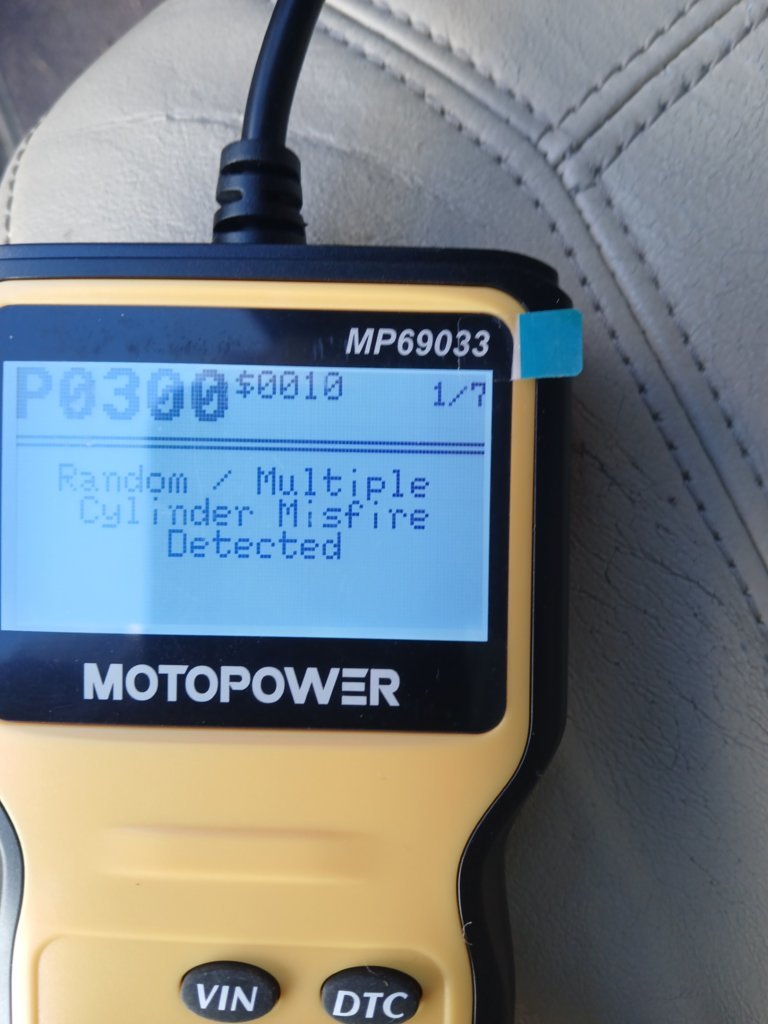 MP69033
P0300 $0010 1/7
Random / Multiple
Cylinder Misfire
Detected
MOTOPOWER
VIN DTC